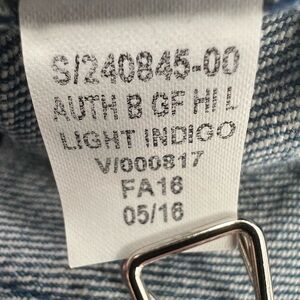 S/240845-00
AUTH B GF HI L
LIGHT INDIGO
V/000817
FA16
05/16